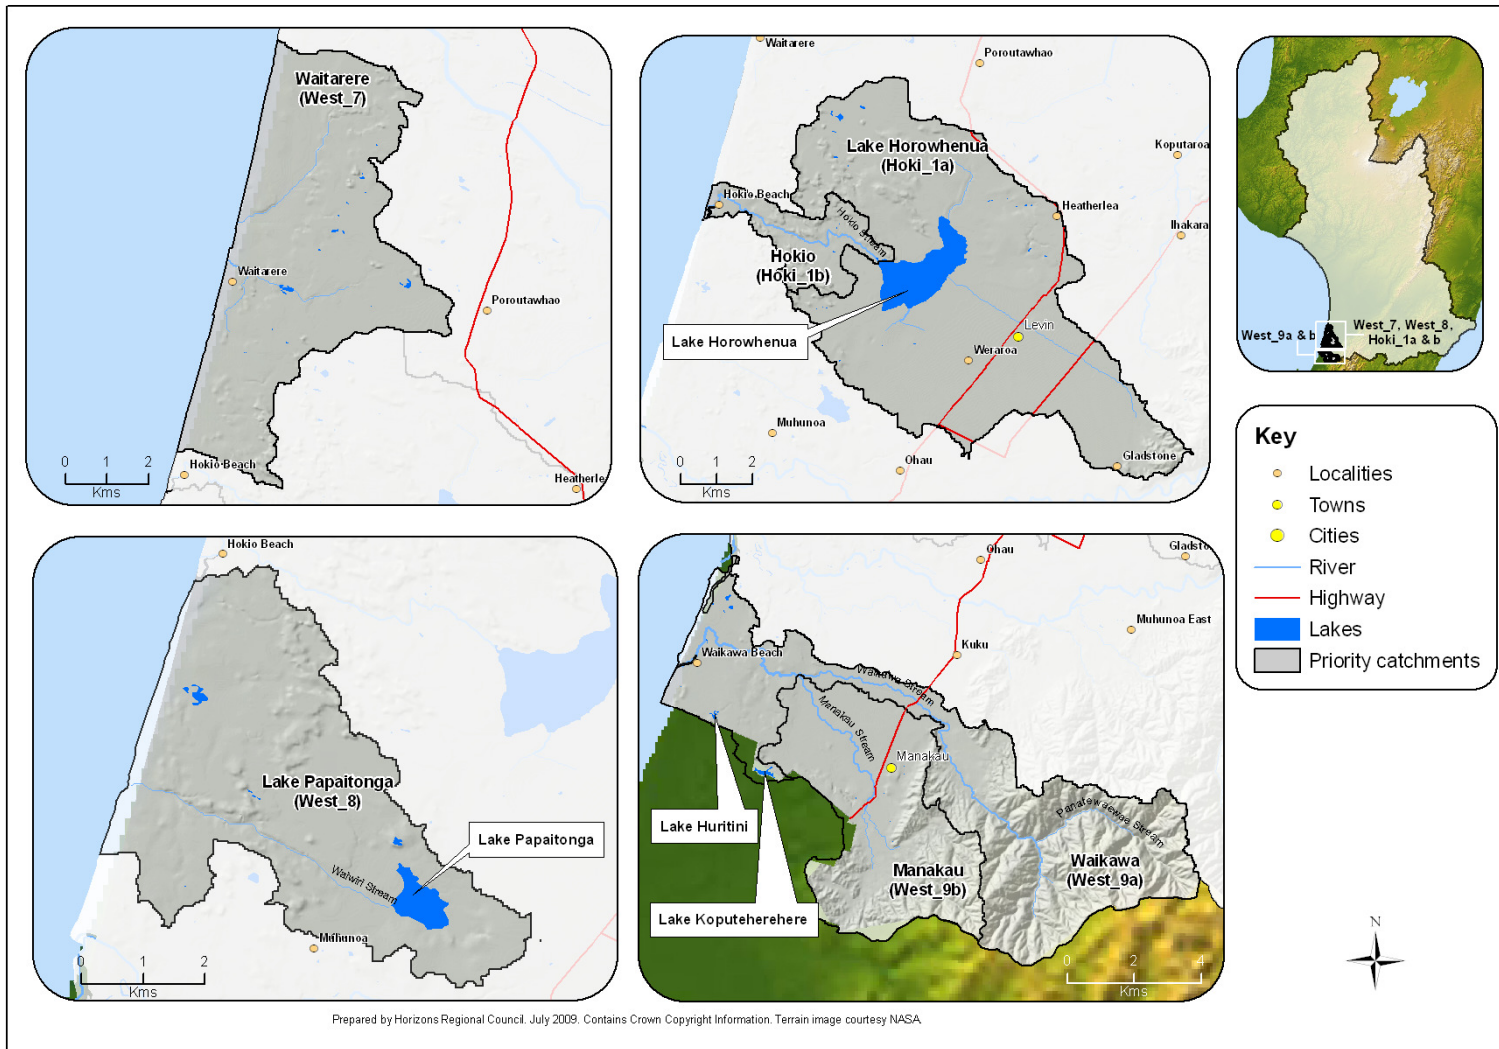 Waitarere
(West_7)
Waitarere
Poroutawhao
Hokio Beach
Heatherle
0 1 2
Kms
Waitarere
Poroutawhao
Koputaroa
Lake Horowhenua
(Hoki_1a)
Hokio Beach
Heatherlea
Ihakara
Hokio Stream
Hokio
(Hoki_1b)
Lake Horowhenua
Levin
Weraroa
Muhunoa
Ohau
Gladstone
0 1 2
Kms
West_9a & b
West_7, West_8,
Hoki_1a & b
Key
Localities
Towns
Cities
River
Highway
Lakes
Priority catchments
Hokio Beach
Lake Papaitonga
(West_8)
Lake Papaitonga
Waiwiri Stream
Muhunoa
0 1 2
Kms
Ohau
Gladsto
Muhunoa East
Kuku
Waikawa Beach
Waikawa Stream
Manakau Stream
Manakau
Panatewaewae Stream
Lake Huritini
Manakau
(West_9b)
Waikawa
(West_9a)
Lake Koputeherehere
0 2 4
Kms
N
Prepared by Horizons Regional Council. July 2009. Contains Crown Copyright Information. Terrain image courtesy NASA.